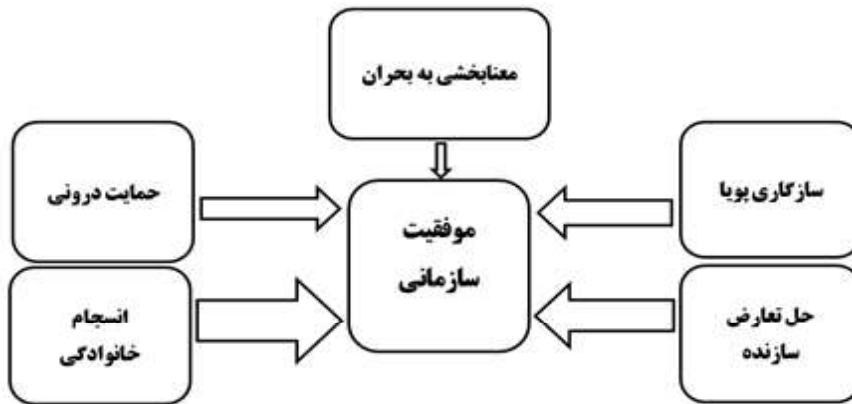 معنابخشی به بحران
سازگاری پویا
حمایت درونی
موفقیت
سازمانی
حل تعارض
سازنده
انسجام
خانوادگی